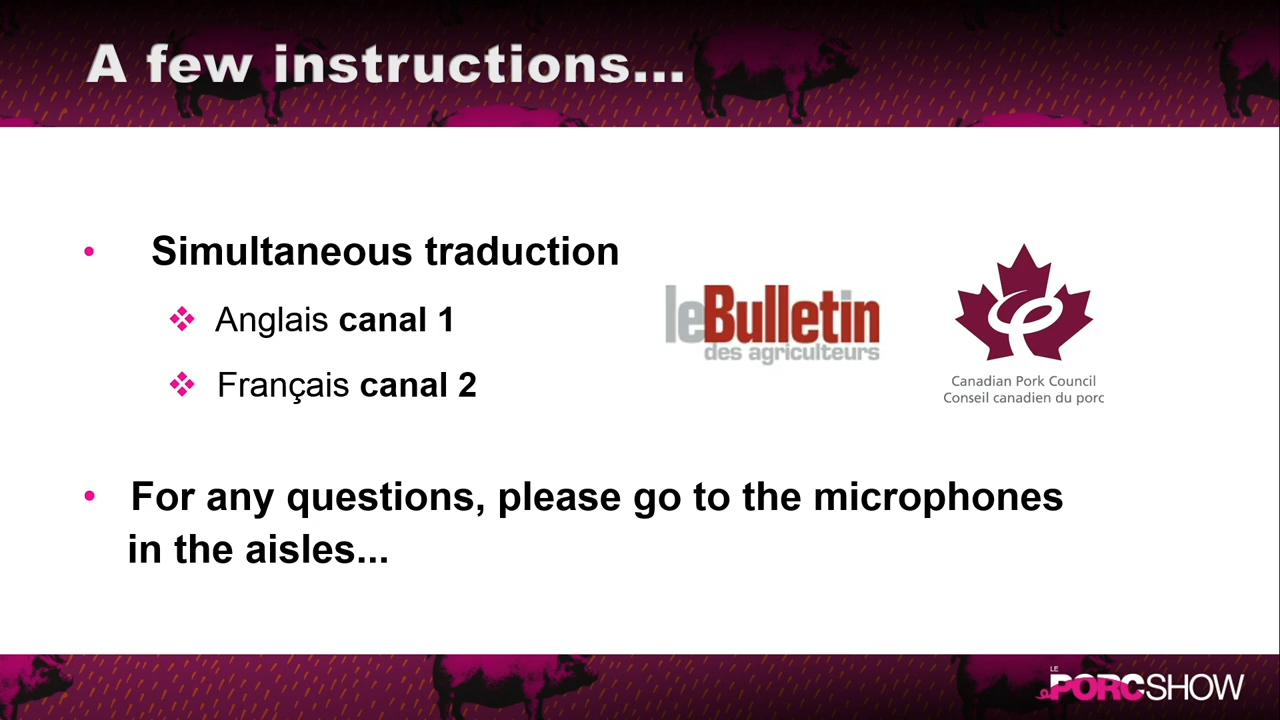 A few instructions...
• Simultaneous traduction
❖ Anglais canal 1
❖ Français canal 2
leBulletin
des agriculteurs
Canadian Pork Council
Conseil canadien du porc
• For any questions, please go to the microphones
in the aisles...
LE
PORCSHOW